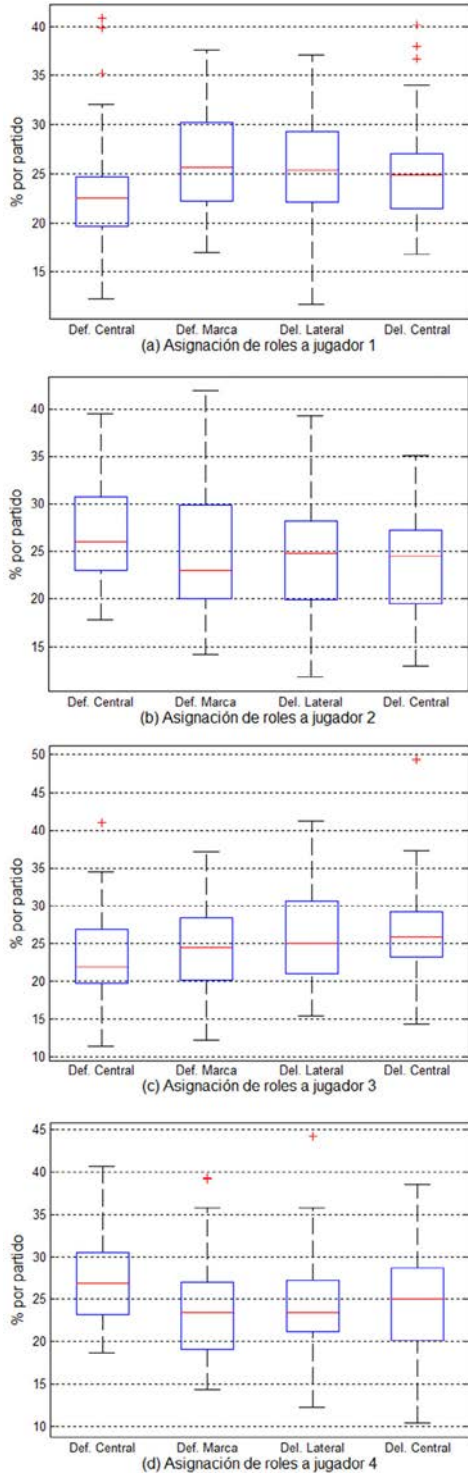 % por partido
40
35
30
25
20
15
Def. Central Def. Marca Del. Lateral Del. Central
(a) Asignación de roles a jugador 1
% por partido
40
35
30
25
20
15
Def. Central Def. Marca Del. Lateral Del. Central
(b) Asignación de roles a jugador 2
% por partido
50
45
40
35
30
25
20
15
10
Def. Central Def. Marca Del. Lateral Del. Central
(c) Asignación de roles a jugador 3
% por partido
45
40
35
30
25
20
15
10
Def. Central Def. Marca Del. Lateral Del. Central
(d) Asignación de roles a jugador 4